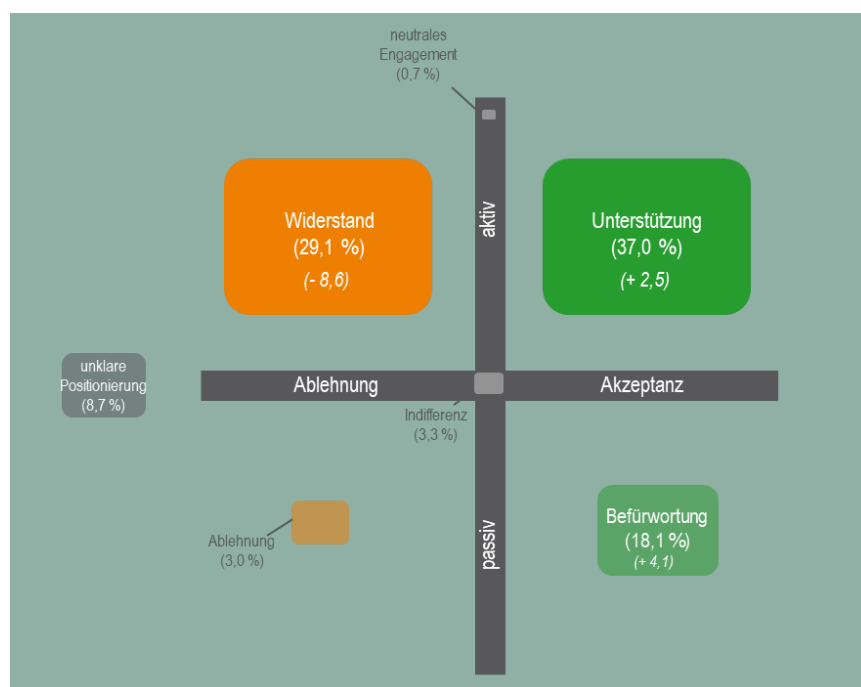 neutrales
Engagement
(0,7 %)
Widerstand
(29,1 %)
(- 8,6)
aktiv
Unterstützung
(37,0 %)
(+ 2,5)
unklare
Positionierung
(8,7 %)
Ablehnung
Akzeptanz
Indifferenz
(3,3 %)
Ablehnung
(3,0 %)
passiv
Befürwortung
(18,1 %)
(+ 4,1)